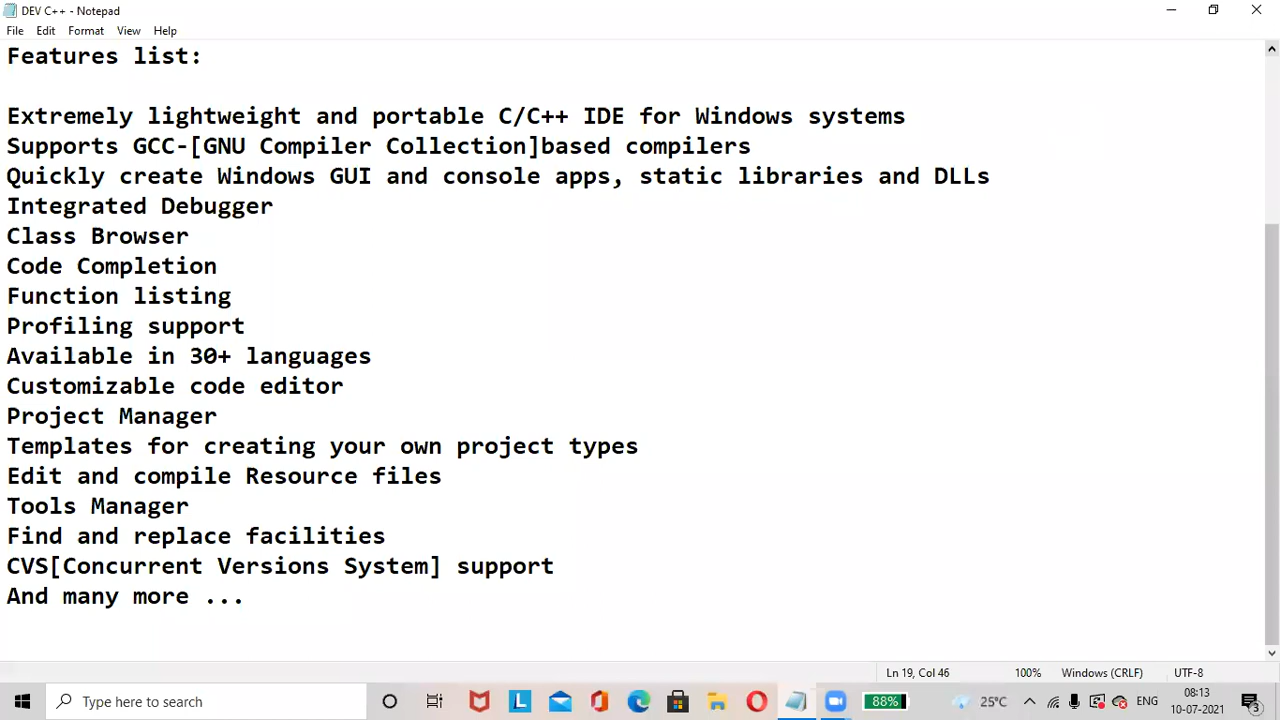 DEV C++ - Notepad
File Edit Format View Help
Features list:
Extremely lightweight and portable C/C++ IDE for Windows systems
Supports GCC-[GNU Compiler Collection]based compilers
Quickly create Windows GUI and console apps, static libraries and DLLs
Integrated Debugger
Class Browser
Code Completion
Function listing
Profiling support
Available in 30+ languages
Customizable code editor
Project Manager
Templates for creating your own project types
Edit and compile Resource files
Tools Manager
Find and replace facilities
CVS[Concurrent Versions System] support
And many more ...
Ln 19, Col 46 100% Windows (CRLF) UTF-8
Type here to search L 88% 25°C ENG 08:13
10-07-2021 3